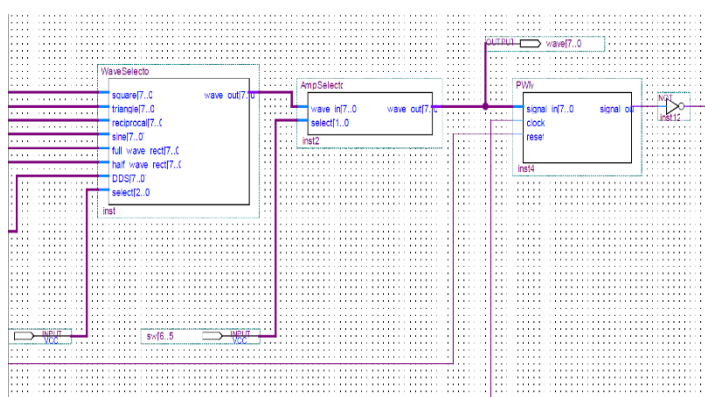 OUTPUT wave[7..0
WaveSelecto
square[7..0
triangle[7..0
reciprocal[7..0
sine[7..0]
full wave rect[7..0
half wave rect[7..0
DDS[7..0]
select[2..0
wave out[7..0
inst
AmpSelect
wave in[7..0
select[1..0
wave out[7..
inst2
PWM
signal in[7..0
clock
reset
signal ou
inst4
NOT
inst12
INPUT
VCC
sw[6..5
INPUT
VCC